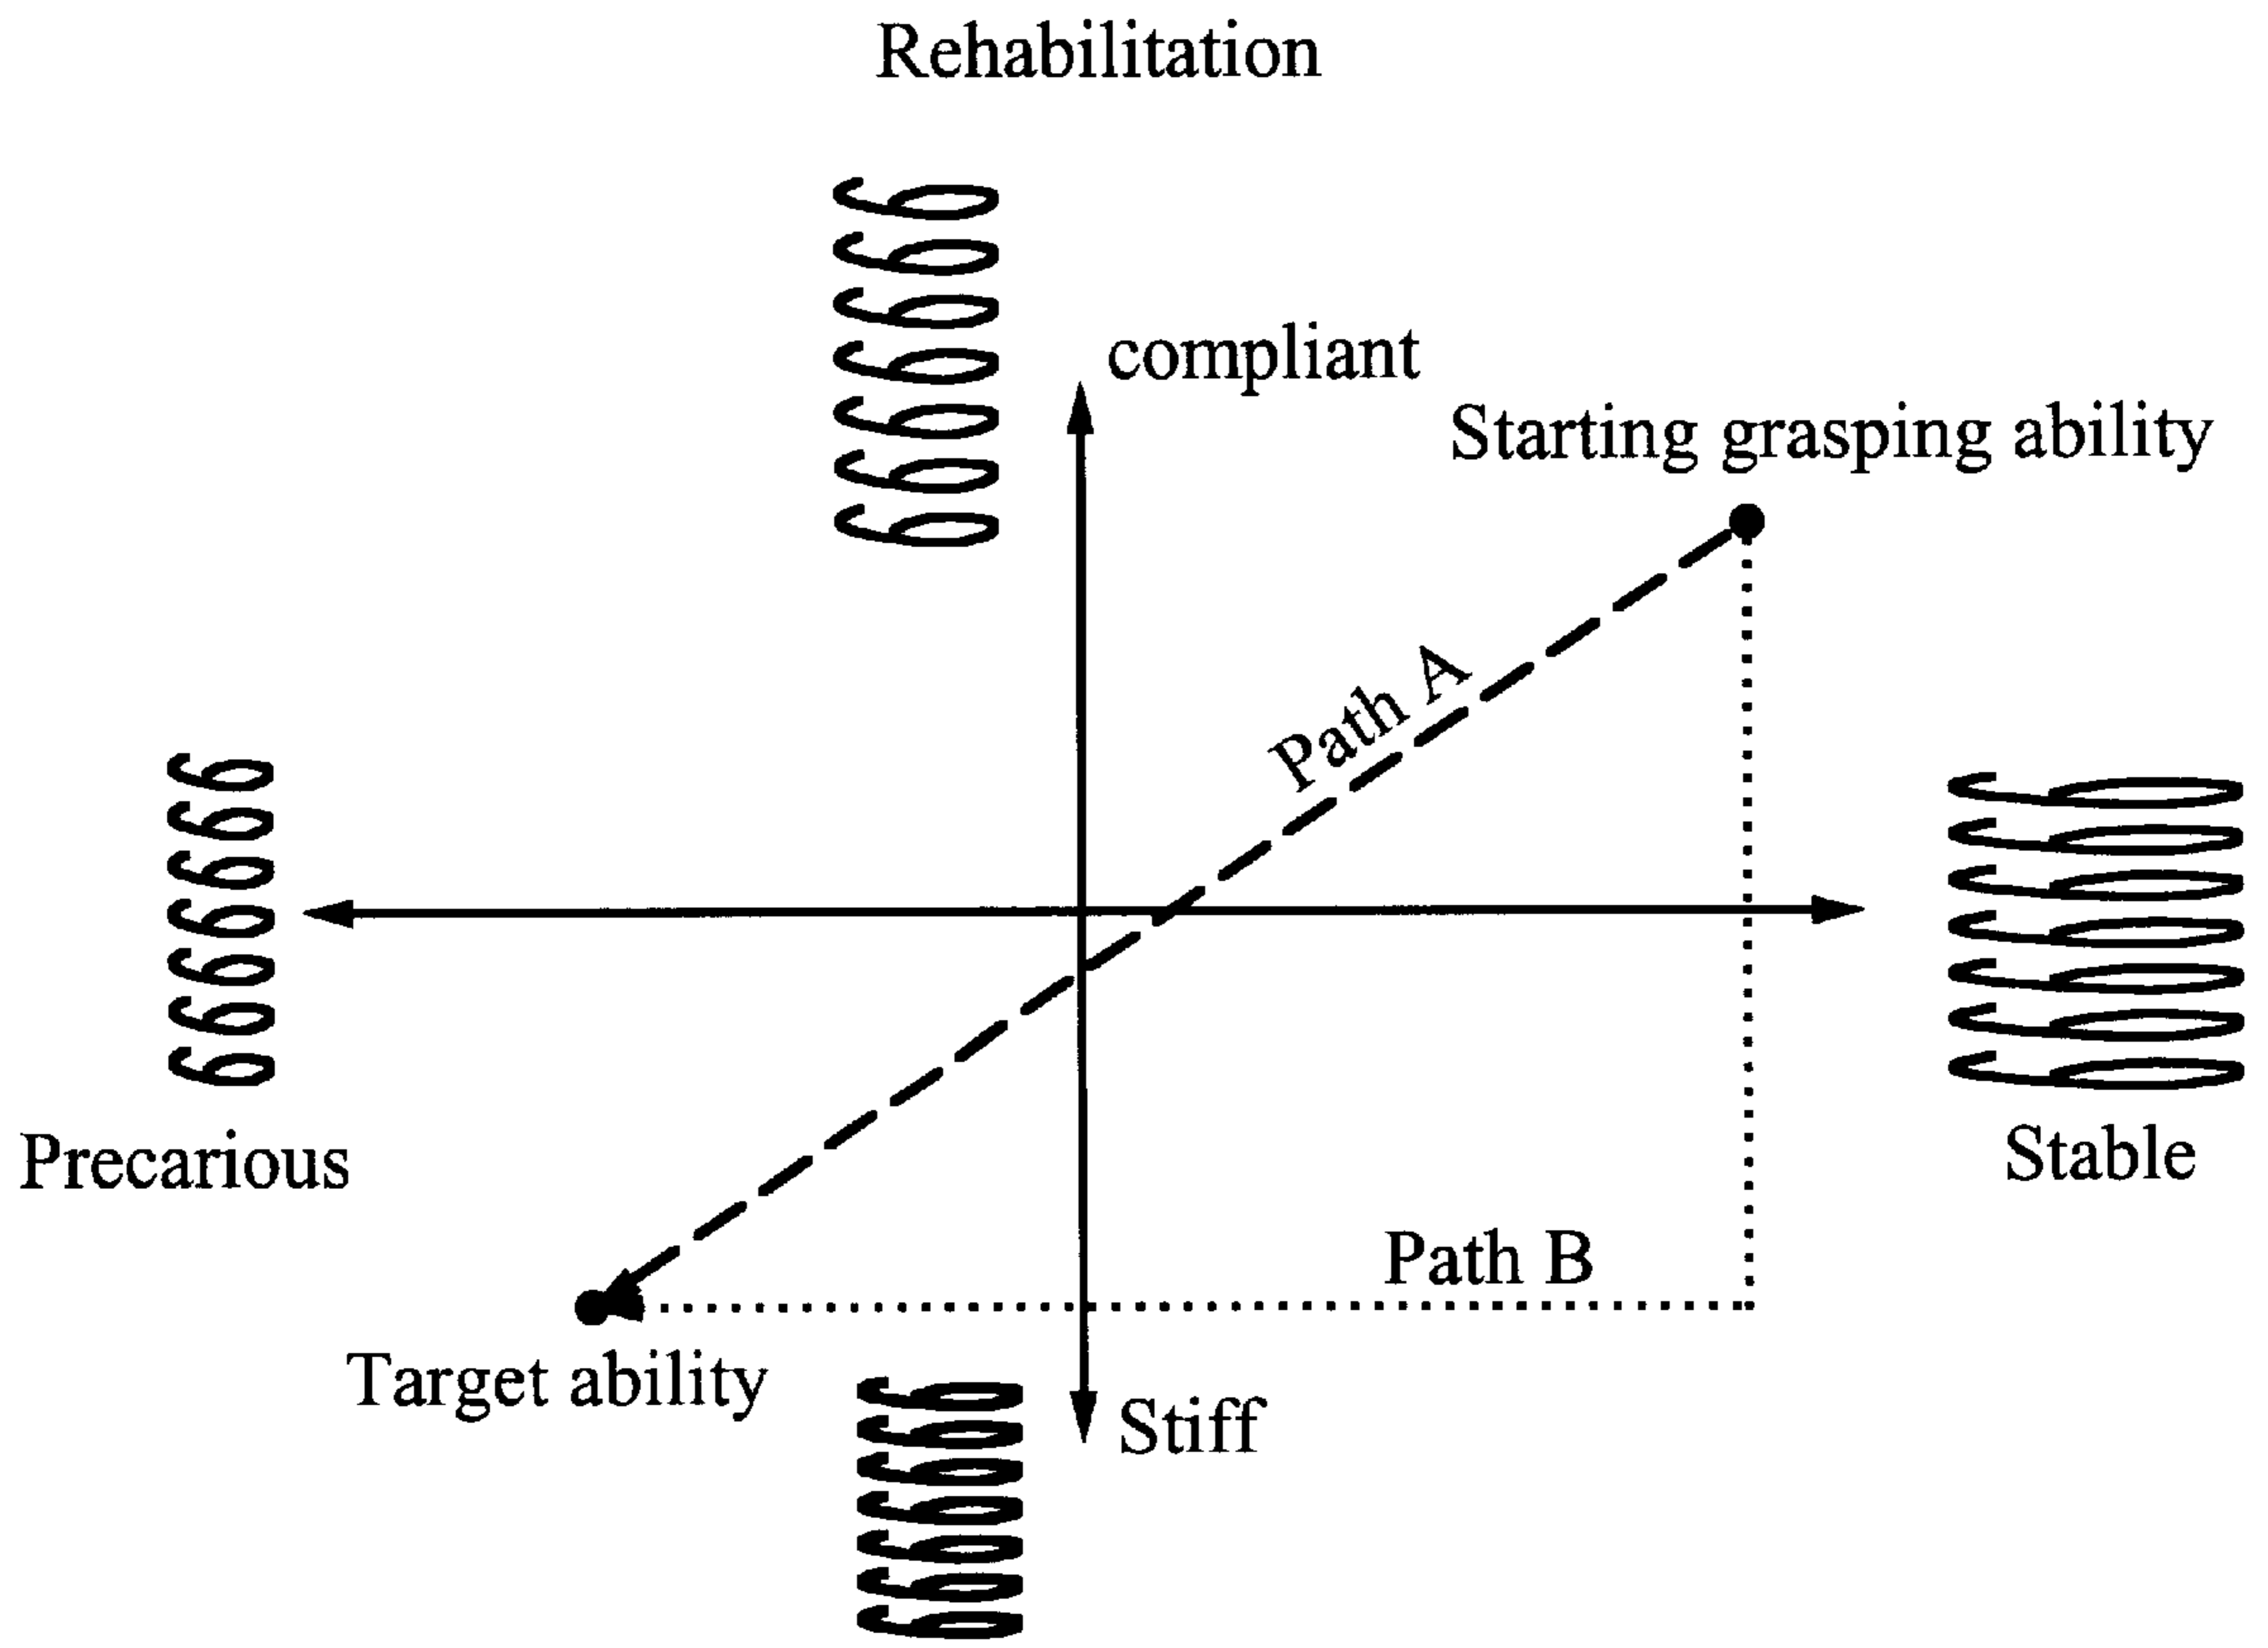 Rehabilitation
compliant
Starting grasping ability
Path A
Precarious
Stable
Path B
Target ability
Stiff